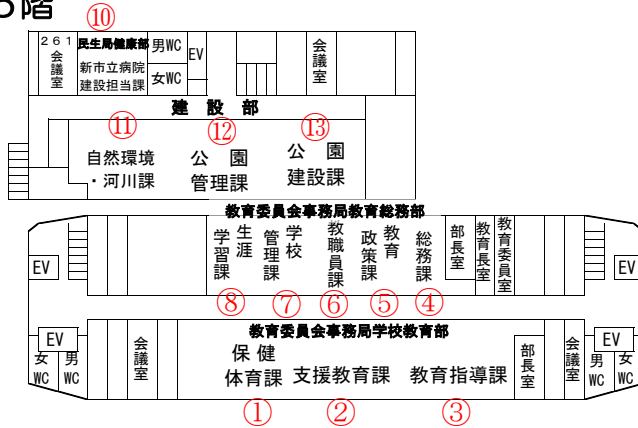 階
⑩
261会議室
民生局健康部
新市立病院
建設担当課
男WC
女WC
EV
会議室
建設部
⑪
⑫
⑬
自然環境
・河川課
公園
管理課
公園
建設課
教育委員会事務局教育総務部
EV
生涯
学習課
学校
管理課
教職員課
教育
政策課
総務課
部長室
教育長室
教育委員室
EV
⑧
⑦
⑥
⑤
④
教育委員会事務局学校教育部
EV
女WC
男WC
会議室
保健
体育課
支援教育課
教育指導課
部長室
会議室
EV
男WC
女WC
①
②
③